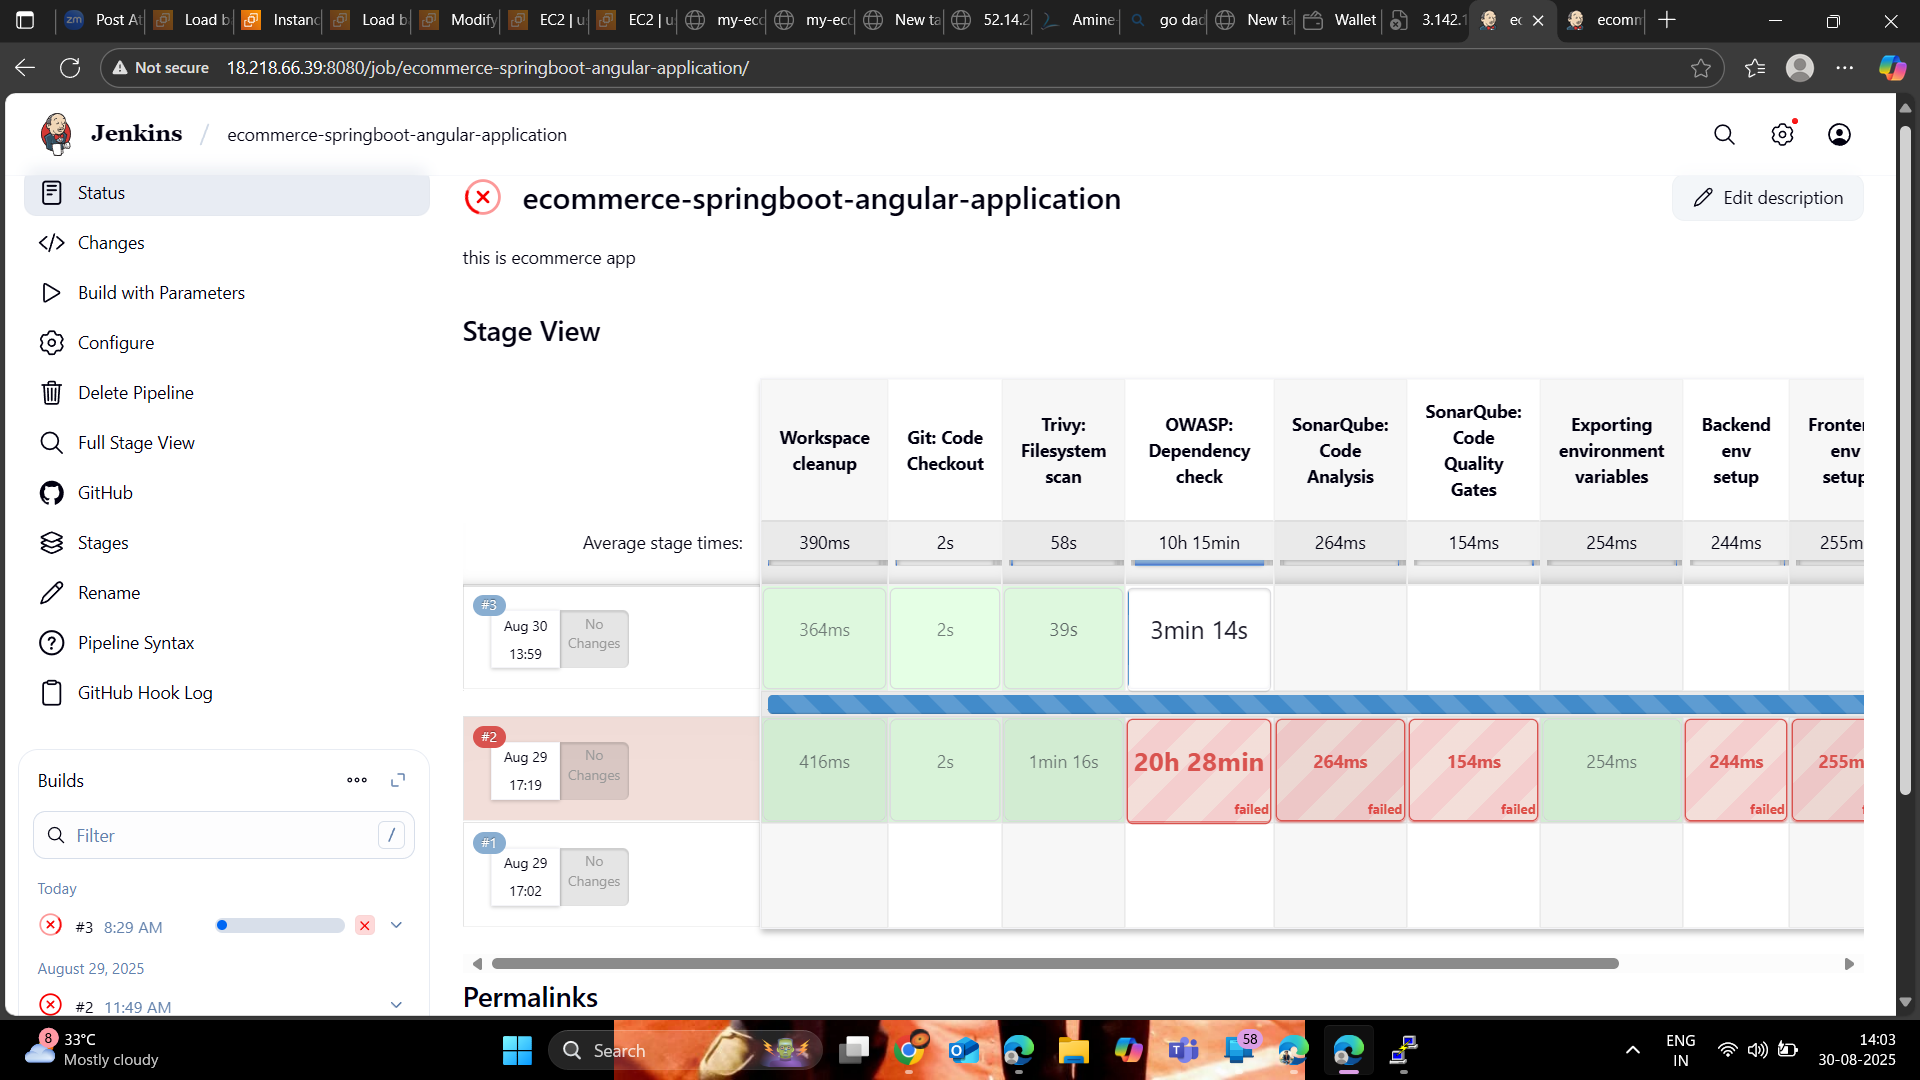 Post At
Load b
Instanc
Load b
Modify
EC2 | u
EC2 | u
my-ecc
my-ecc
New ta
52.14.2
Amine-
go dad
New ta
Wallet
3.142.1
ec
ecomm
Not secure
18.218.66.39:8080/job/ecommerce-springboot-angular-application/
Jenkins / ecommerce-springboot-angular-application
Status
Changes
Build with Parameters
Configure
Delete Pipeline
Full Stage View
GitHub
Stages
Rename
Pipeline Syntax
GitHub Hook Log
Builds
Filter
/
Today
#3 8:29 AM
August 29, 2025
#2 11:49 AM
ecommerce-springboot-angular-application
Edit description
this is ecommerce app
Stage View
Workspace cleanup
Git: Code Checkout
Trivy: Filesystem scan
OWASP: Dependency check
SonarQube: Code Analysis
SonarQube: Code Quality Gates
Exporting environment variables
Backend env setup
Fronten env setup
Average stage times: 390ms 2s 58s 10h 15min 264ms 154ms 254ms 244ms 255m
#3
Aug 30 13:59
No Changes
364ms 2s 39s 3min 14s
#2
Aug 29 17:19
No Changes
416ms 2s 1min 16s 20h 28min 264ms 154ms 254ms 244ms 255m
failed failed failed failed
#1
Aug 29 17:02
No Changes
Permalinks
8
33°C
Mostly cloudy
Search
58
ENG
IN
14:03
30-08-2025